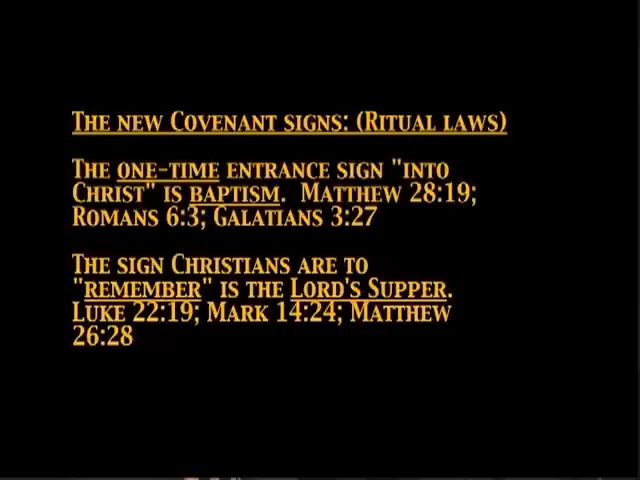 The new Covenant signs: (Ritual laws)
The one-time entrance sign "into
Christ" is baptism. Matthew 28:19;
Romans 6:3; Galatians 3:27
The sign Christians are to
"remember" is the Lord's Supper.
Luke 22:19; Mark 14:24; Matthew
26:28